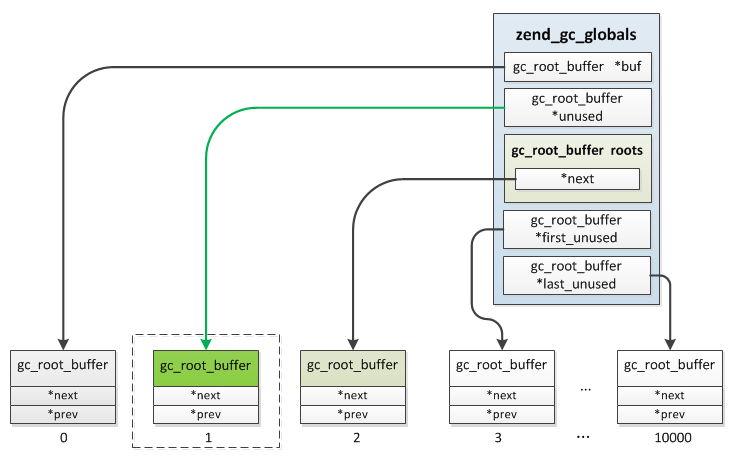 zend_gc_globals
gc_root_buffer *buf
gc_root_buffer
*unused
gc_root_buffer roots
*next
gc_root_buffer
*first_unused
gc_root_buffer
*last_unused
gc_root_buffer
*next
*prev
0
gc_root_buffer
*next
*prev
1
gc_root_buffer
*next
*prev
2
gc_root_buffer
*next
*prev
3
...
...
gc_root_buffer
*next
*prev
10000